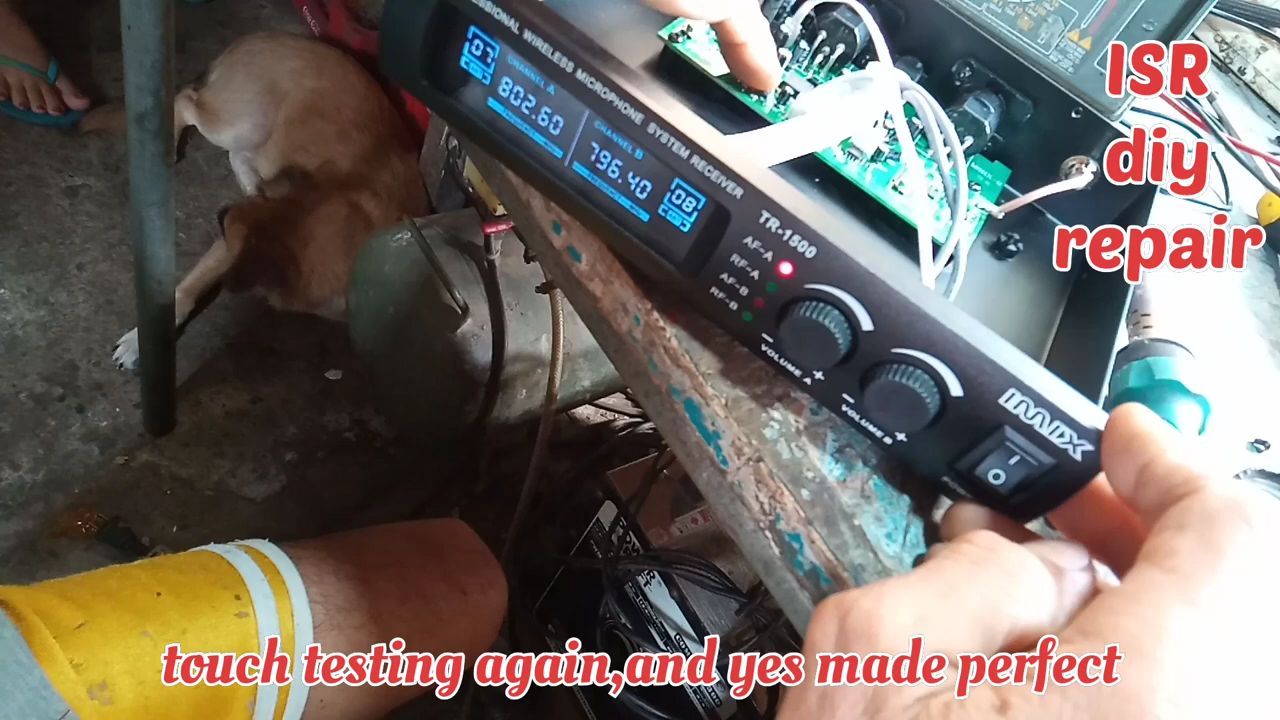 ISR
diy
repair
WIRELESS MICROPHONE SYSTEM RECEIVER
07
CHANNEL A
802.60
CHANNEL B
796.40
08
TR-1500
AF-A
RF-A
AF-B
RF-B
- VOLUME A +
- VOLUME B +
IMIX
touch testing again,and yes made perfect